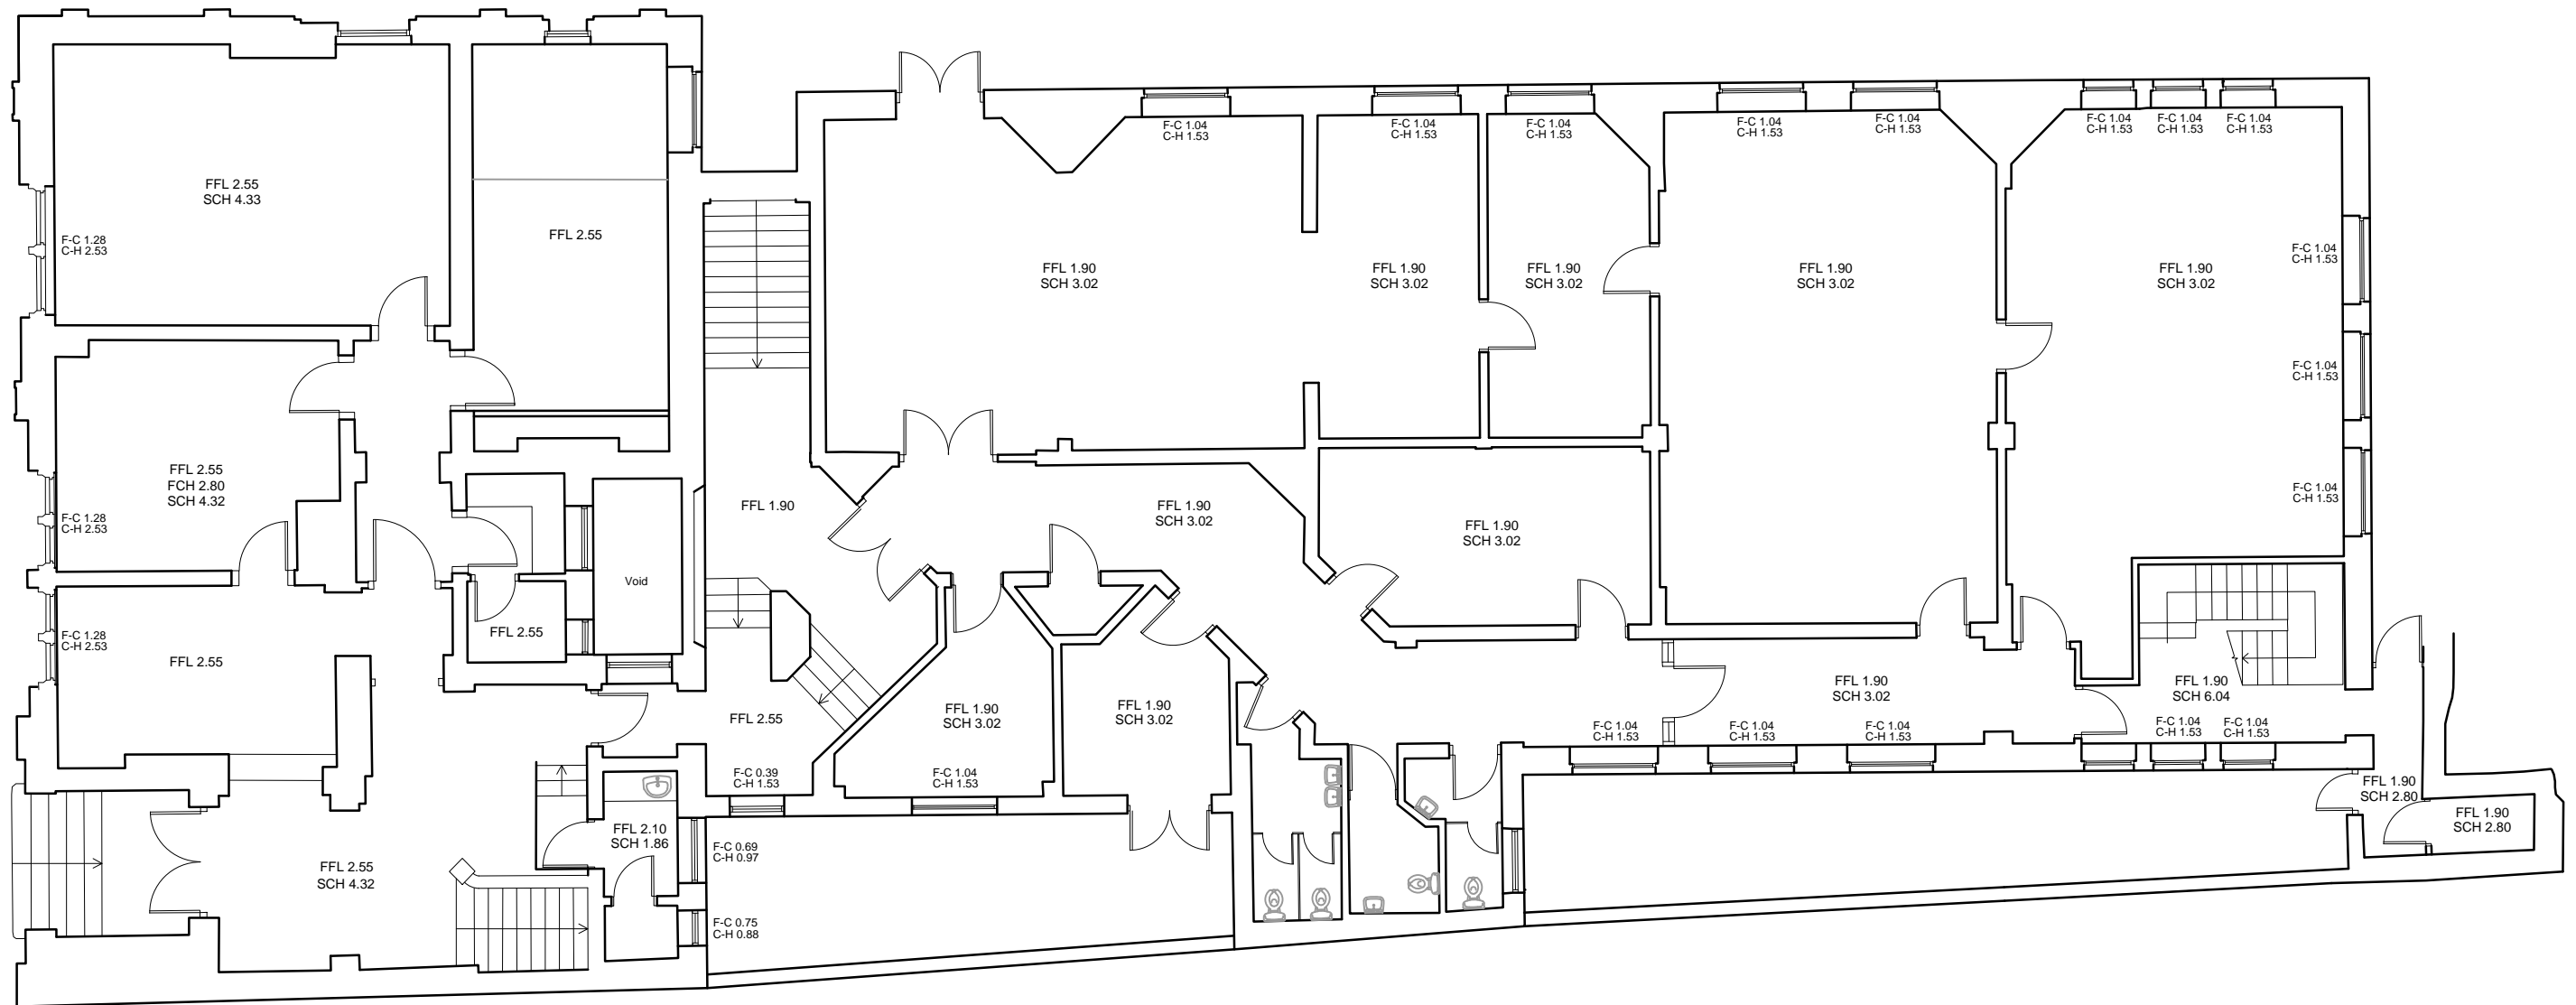 F-C 1.04
C-H 1.53
F-C 1.04
C-H 1.53
F-C 1.04
C-H 1.53
F-C 1.04
C-H 1.53
F-C 1.04
C-H 1.53
F-C 1.04
C-H 1.53
F-C 1.04
C-H 1.53
F-C 1.04
C-H 1.53
FFL 2.55
SCH 4.33
F-C 1.28
C-H 2.53
FFL 2.55
FFL 1.90
SCH 3.02
FFL 1.90
SCH 3.02
FFL 1.90
SCH 3.02
FFL 1.90
SCH 3.02
FFL 1.90
SCH 3.02
F-C 1.04
C-H 1.53
F-C 1.04
C-H 1.53
F-C 1.04
C-H 1.53
FFL 2.55
FCH 2.80
SCH 4.32
F-C 1.28
C-H 2.53
FFL 1.90
FFL 1.90
SCH 3.02
FFL 1.90
SCH 3.02
Void
F-C 1.28
C-H 2.53
FFL 2.55
FFL 2.55
FFL 2.55
FFL 1.90
SCH 3.02
FFL 1.90
SCH 3.02
FFL 1.90
SCH 3.02
FFL 1.90
SCH 6.04
F-C 1.04
C-H 1.53
F-C 1.04
C-H 1.53
F-C 1.04
C-H 1.53
F-C 1.04
C-H 1.53
F-C 1.04
C-H 1.53
F-C 0.39
C-H 1.53
F-C 1.04
C-H 1.53
FFL 1.90
SCH 2.80
FFL 1.90
SCH 2.80
FFL 2.10
SCH 1.86
F-C 0.69
C-H 0.97
FFL 2.55
SCH 4.32
F-C 0.75
C-H 0.88